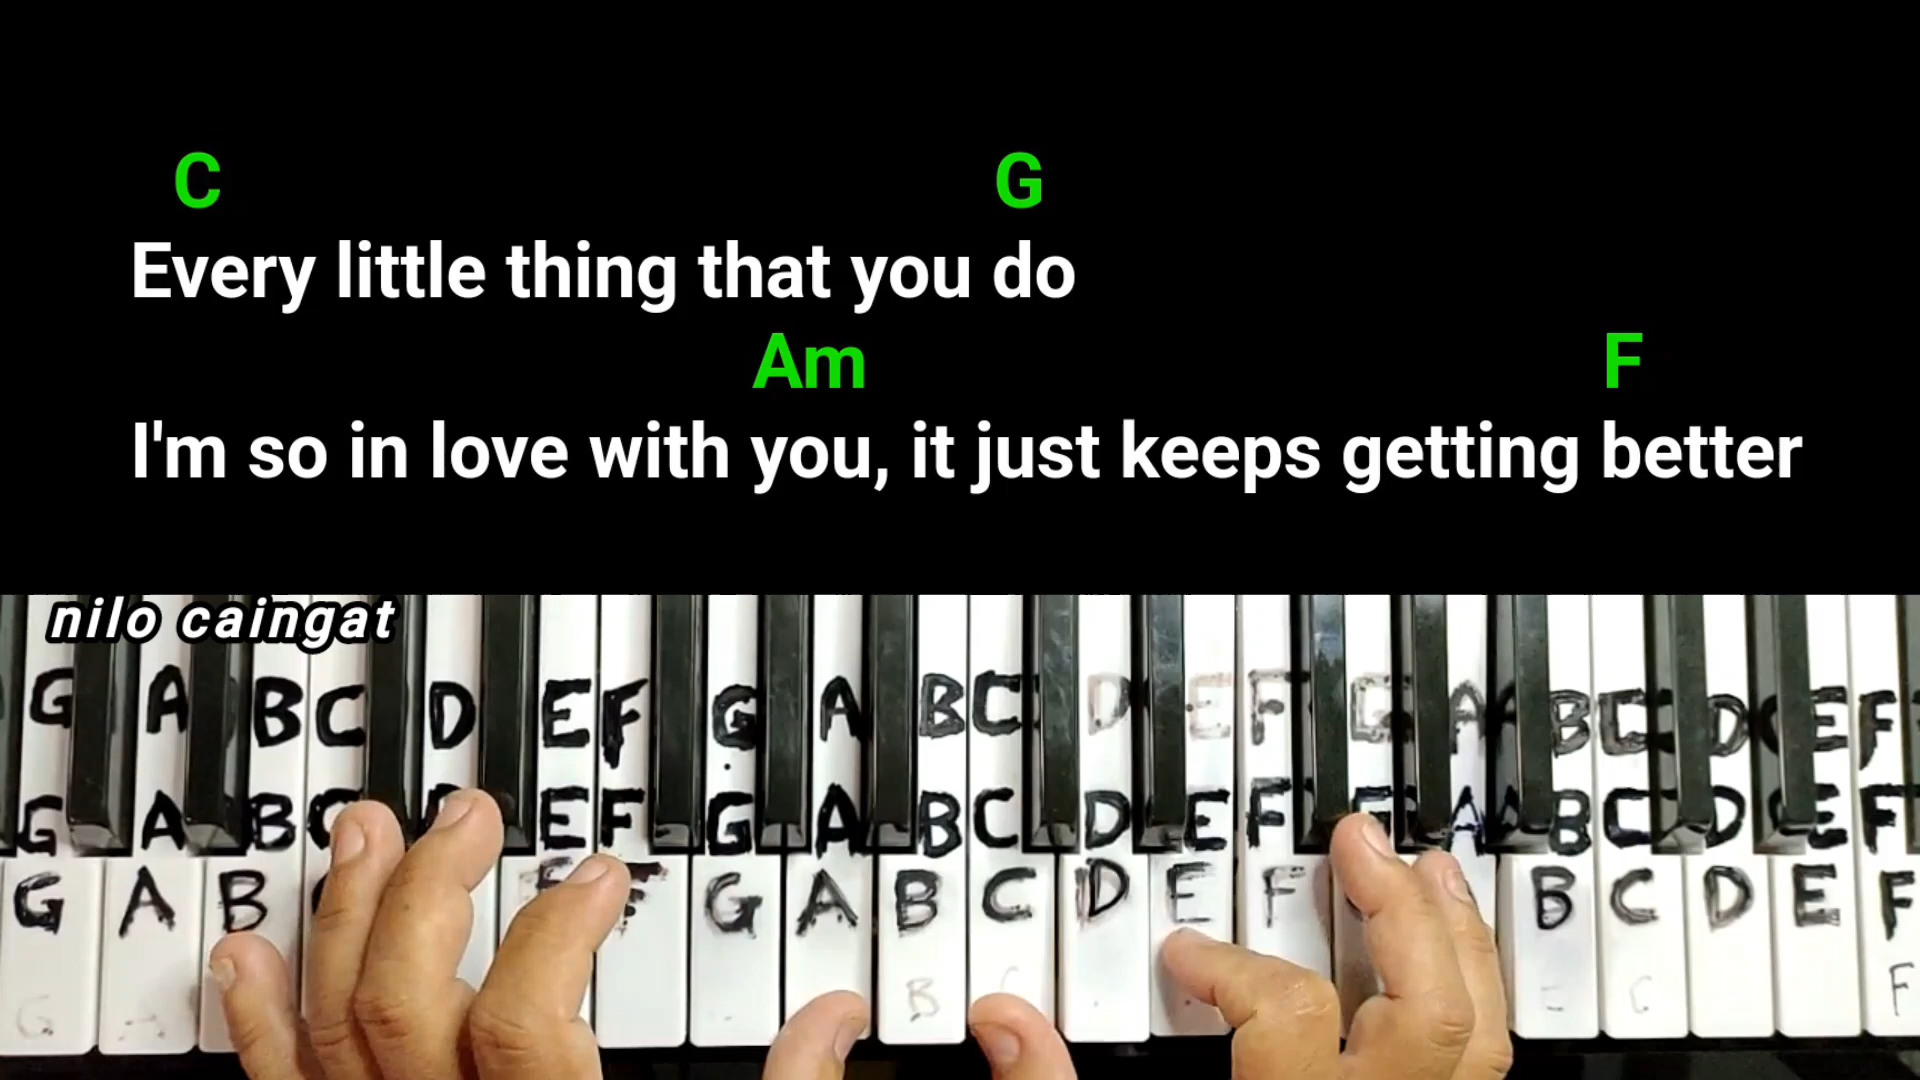 C G
Every little thing that you do
Am F
I'm so in love with you, it just keeps getting better
nilo caingat
G A B C D E F G A B C D E F G A B C D E F
G A B C D E F G A B C D E F G A B C D E F
G A B E F G A B C D E F B C D E F
G A B C C F